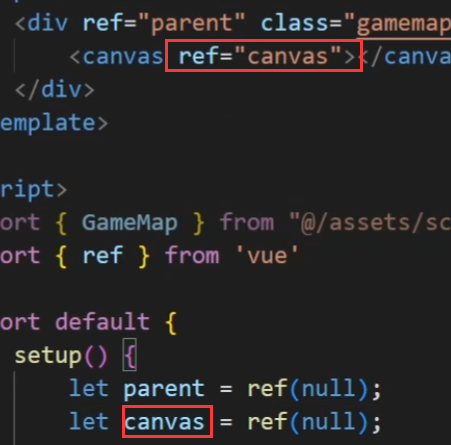 <div ref="parent" class="gamemap
<canvas ref="canvas"></canva
</div>
emplate>
ript>
ort { GameMap } from "@/assets/sc
ort { ref } from 'vue'
ort default {
setup() {
let parent = ref(null);
let canvas = ref(null);